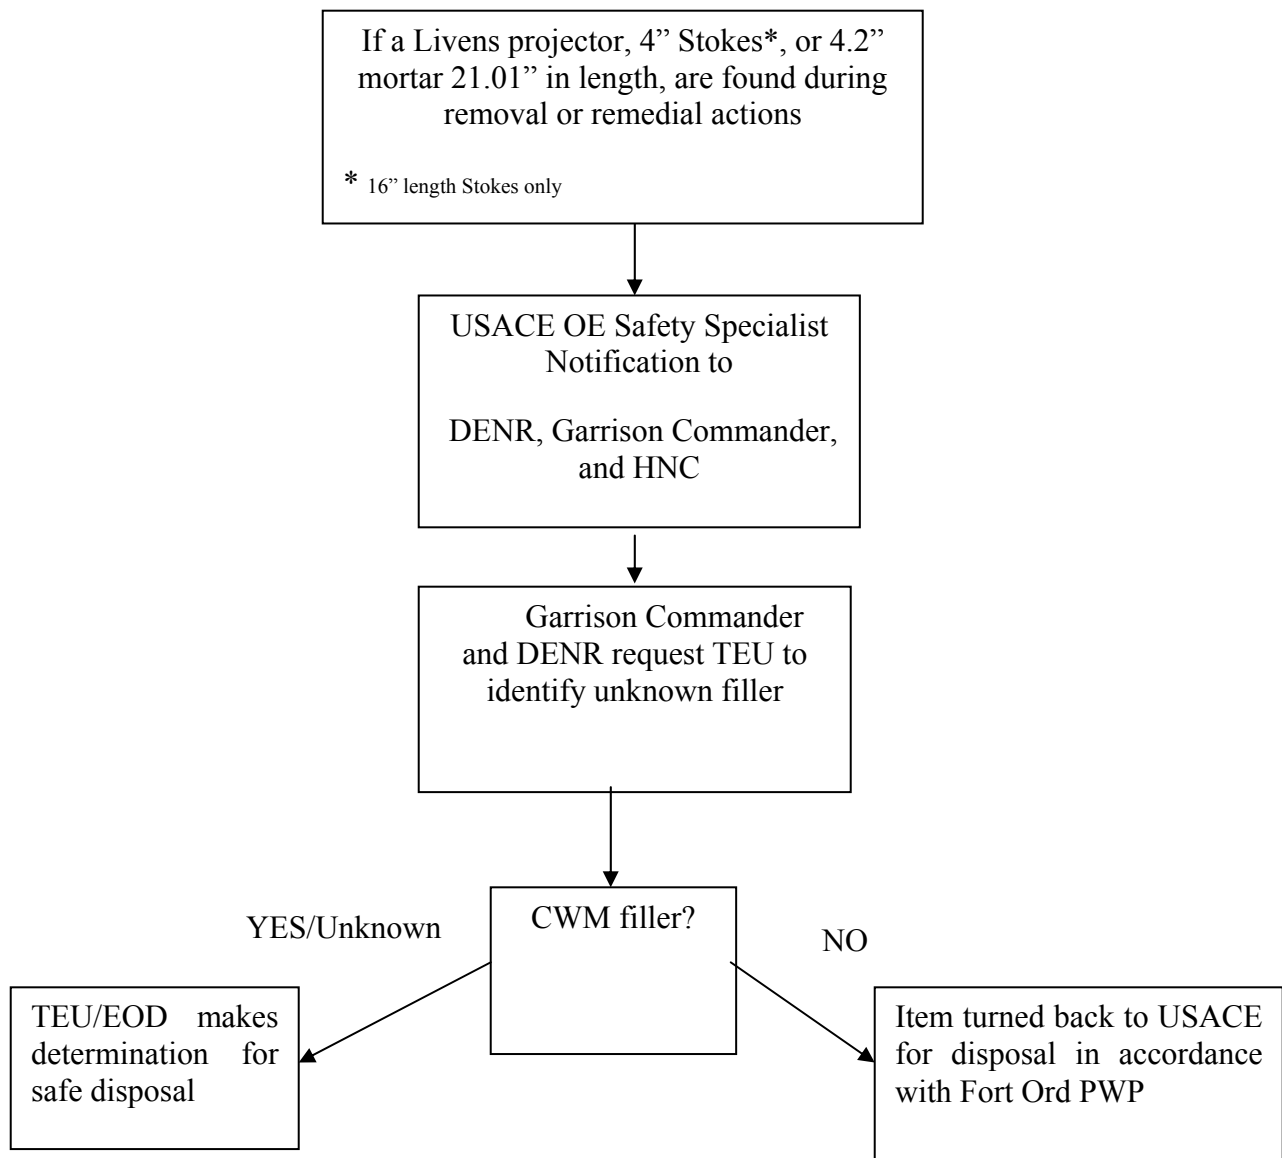 If a Livens projector, 4” Stokes*, or 4.2”
mortar 21.01” in length, are found during
removal or remedial actions
* 16” length Stokes only
USACE OE Safety Specialist
Notification to
DENR, Garrison Commander,
and HNC
Garrison Commander
and DENR request TEU to
identify unknown filler
CWM filler?
YES/Unknown
NO
TEU/EOD makes
determination for
safe disposal
Item turned back to USACE
for disposal in accordance
with Fort Ord PWP